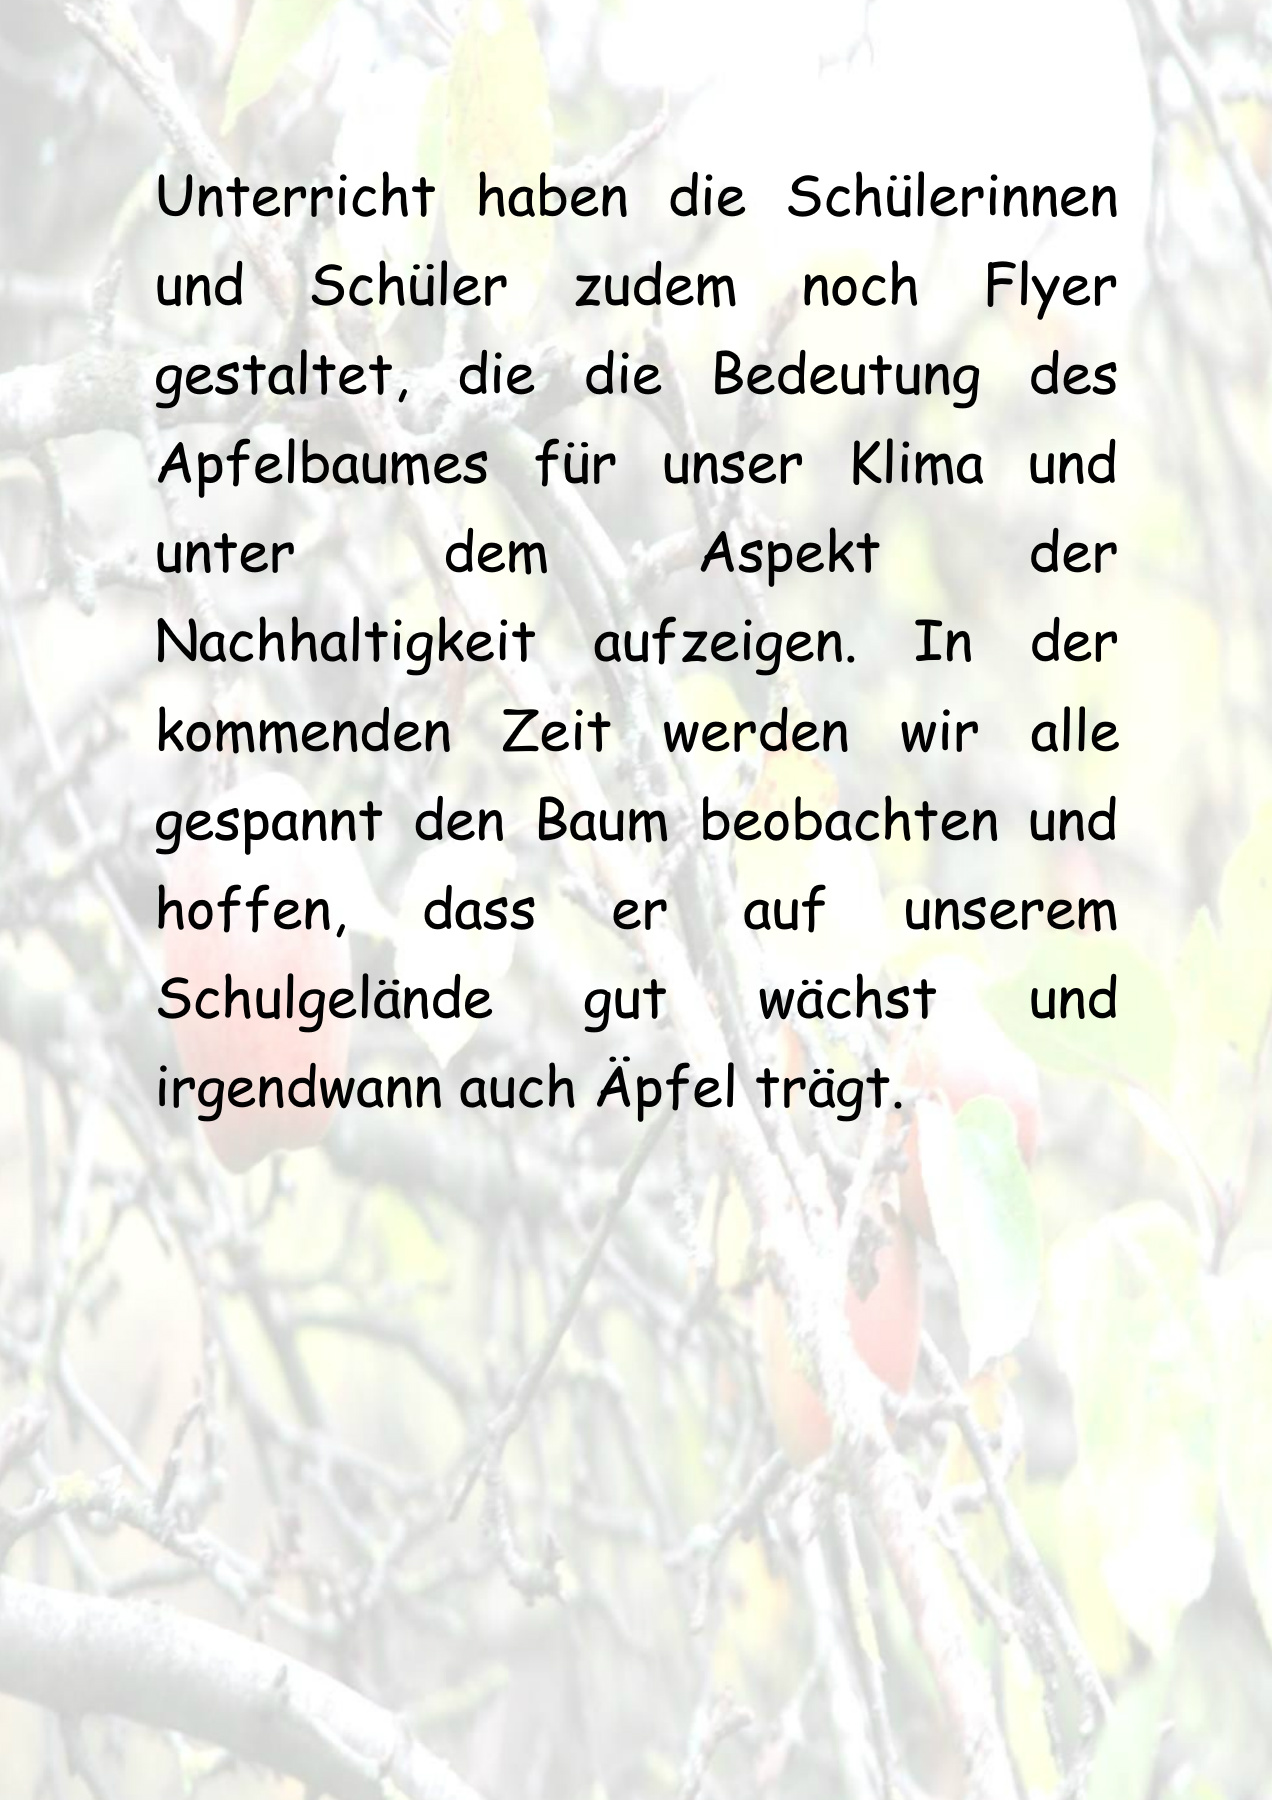 Unterricht haben die Schülerinnen
und Schüler zudem noch Flyer
gestaltet, die die Bedeutung des
Apfelbaumes für unser Klima und
unter dem Aspekt der
Nachhaltigkeit aufzeigen. In der
kommenden Zeit werden wir alle
gespannt den Baum beobachten und
hoffen, dass er auf unserem
Schulgelände gut wächst und
irgendwann auch Äpfel trägt.